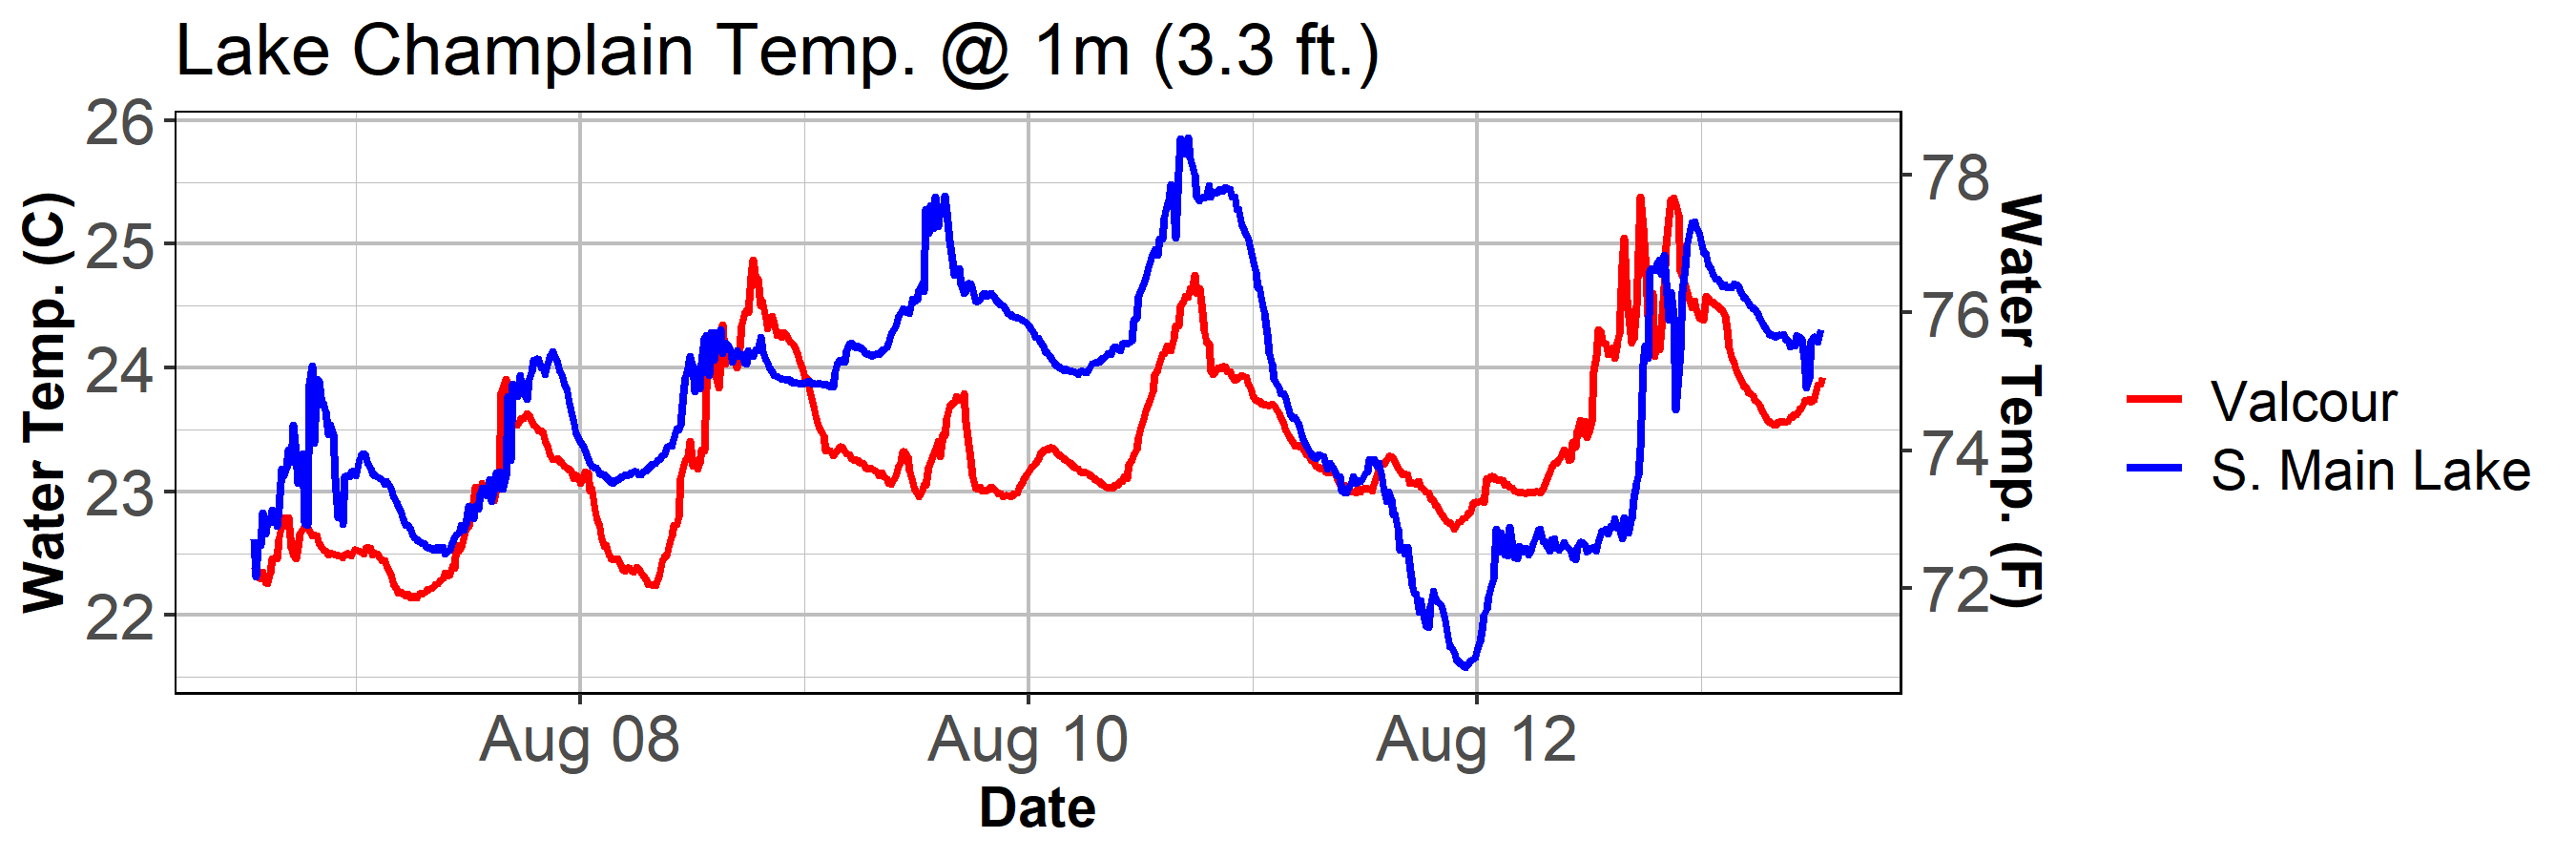 Lake Champlain Temp. @ 1m (3.3 ft.)
Water Temp. (C)
26
25
24
23
22
78
76
74
72
Water Temp. (F)
Aug 08
Aug 10
Aug 12
Date
Valcour
S. Main Lake